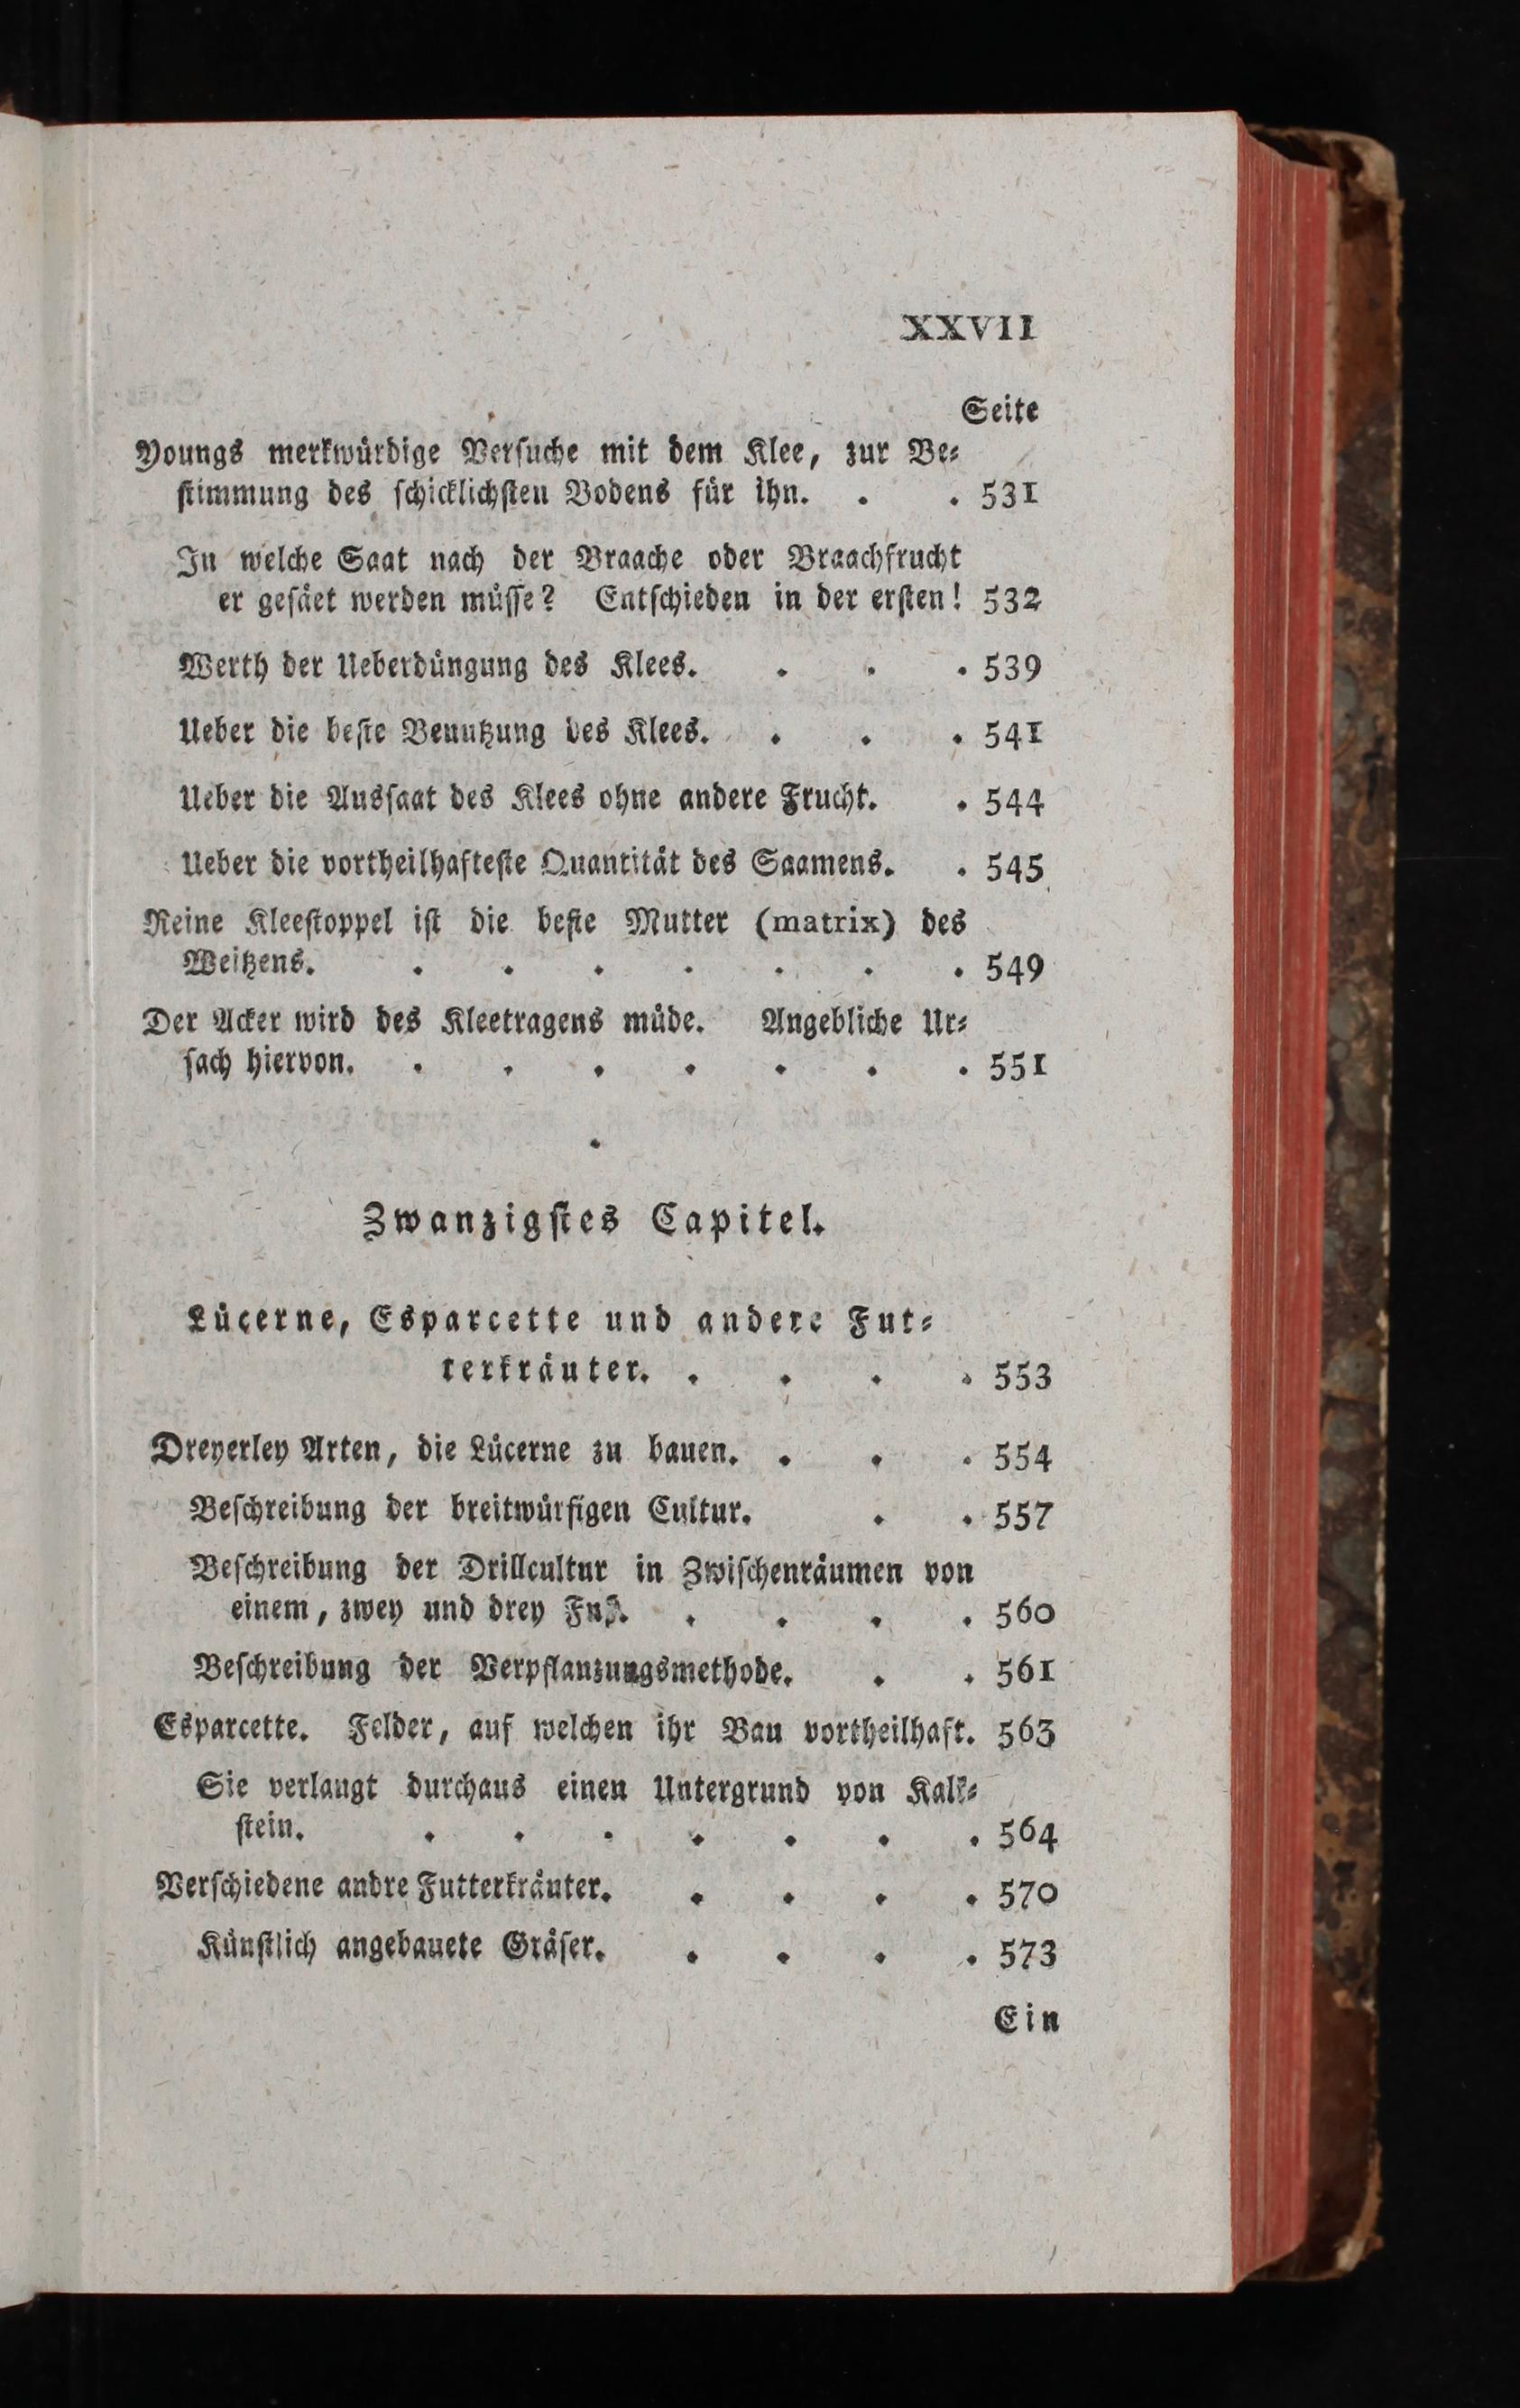 XXVII
Seite
Youngs merkwürdige Versuche mit dem Klee, zur Be⸗
stimmung des schicklichsten Bodens für ihn. . . 531
In welche Saat nach der Braache oder Braachfrucht
er gesäet werden müsse? Entschieden in der ersten! 532
Werth der Ueberdüngung des Klees. . . . 539
Ueber die beste Benutzung des Klees. . . . 541
Ueber die Aussaat des Klees ohne andere Frucht. . 544
Ueber die vortheilhafteste Quantität des Saamens. . 545
Reine Kleestoppel ist die beste Mutter (matrix) des
Weitzens. . . . . . . . 549
Der Acker wird des Kleetragens müde. Angebliche Ur⸗
sach hiervon. . . . . . . . 551
Zwanzigstes Capitel.
Lücerne, Esparcette und andere Fut⸗
terkräuter. . . . . 553
Dreyerley Arten, die Lücerne zu bauen. . . . 554
Beschreibung der breitwürfigen Cultur. . . 557
Beschreibung der Drillcultur in Zwischenräumen von
einem, zwey und drey Fuß. . . . . 560
Beschreibung der Verpflanzungsmethode. . . 561
Esparcette. Felder, auf welchen ihr Bau vortheilhaft. 563
Sie verlangt durchaus einen Untergrund von Kalk⸗
stein. . . . . . . . 564
Verschiedene andre Futterkräuter. . . . . 570
Künstlich angebauete Gräser. . . . . 573
Ein